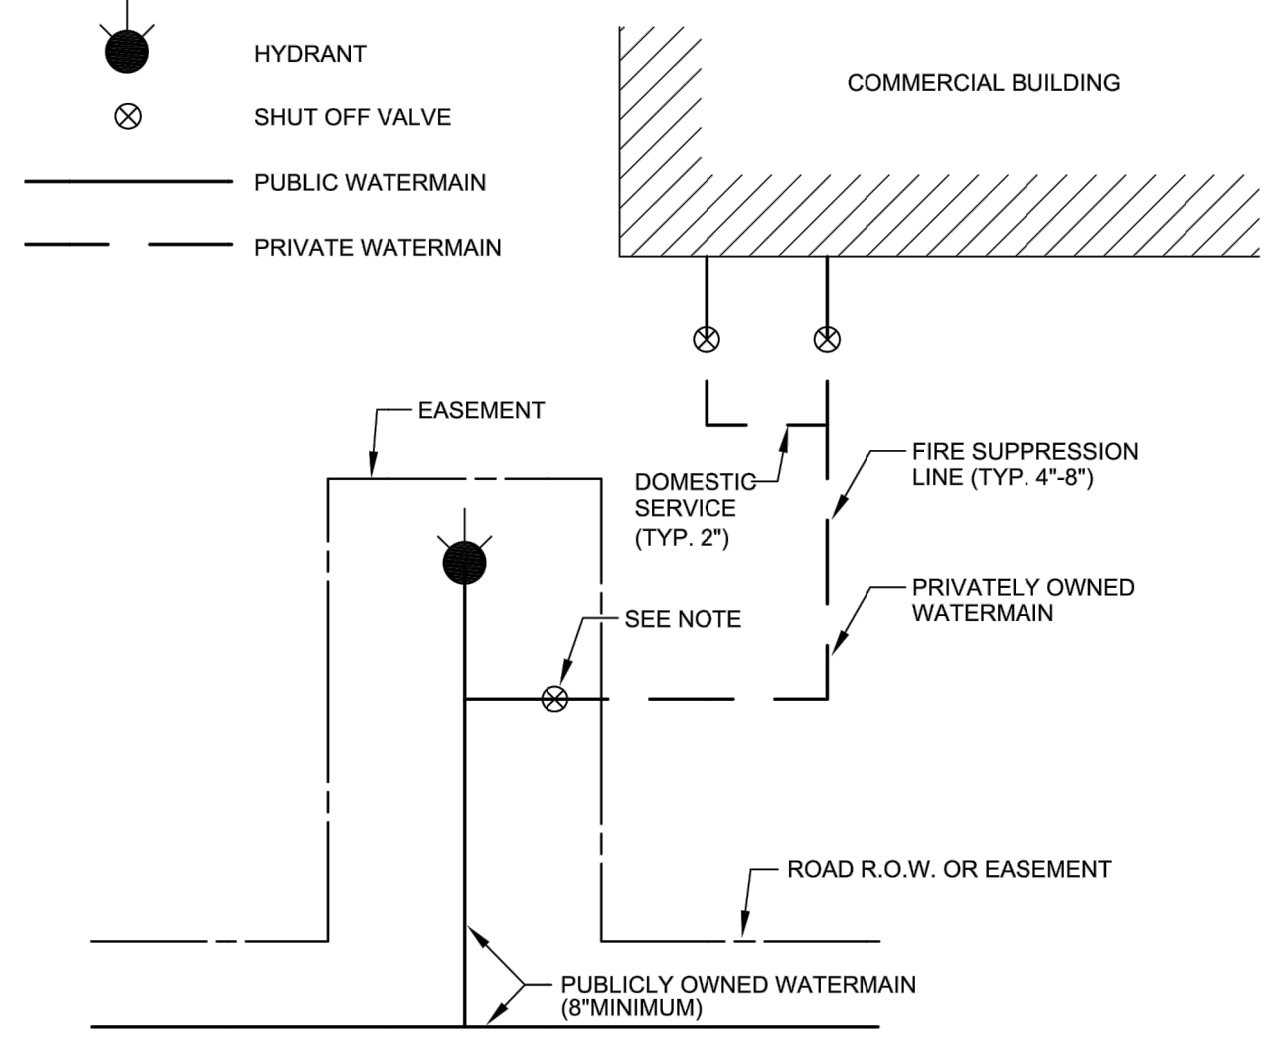 HYDRANT
SHUT OFF VALVE
PUBLIC WATERMAIN
PRIVATE WATERMAIN
COMMERCIAL BUILDING
EASEMENT
FIRE SUPPRESSION
LINE (TYP. 4"-8")
DOMESTIC
SERVICE
(TYP. 2")
PRIVATELY OWNED
WATERMAIN
SEE NOTE
ROAD R.O.W. OR EASEMENT
PUBLICLY OWNED WATERMAIN
(8"MINIMUM)